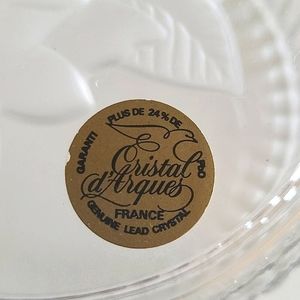 GARANTI PLUS DE 24% DE PbO
Cristal
d'Arques
FRANCE
GENUINE LEAD CRYSTAL